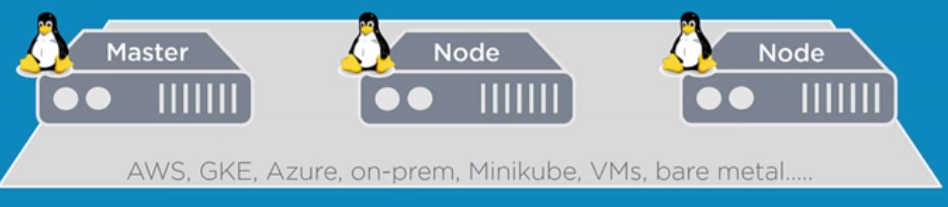 Master
Node
Node
AWS, GKE, Azure, on-prem, Minikube, VMs, bare metal.....